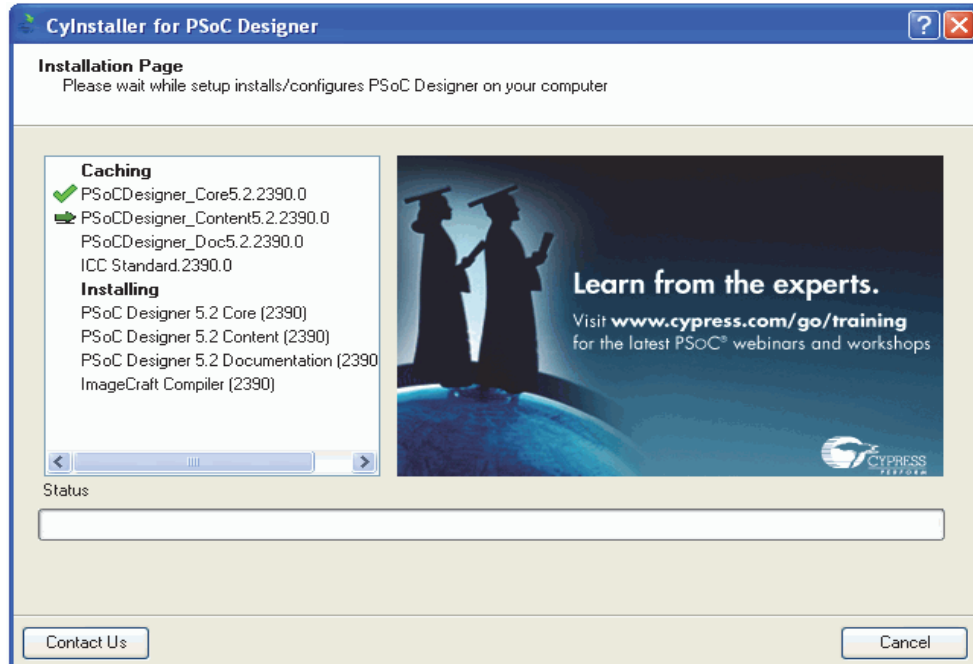 CyInstaller for PSoC Designer
Installation Page
Please wait while setup installs/configures PSoC Designer on your computer
Caching
PSoCDesigner_Core5.2.2390.0
PSoCDesigner_Content5.2.2390.0
PSoCDesigner_Doc5.2.2390.0
ICC Standard.2390.0
Installing
PSoC Designer 5.2 Core (2390)
PSoC Designer 5.2 Content (2390)
PSoC Designer 5.2 Documentation (2390
ImageCraft Compiler (2390)
Learn from the experts.
Visit www.cypress.com/go/training
for the latest PSoC® webinars and workshops
CYPRESS
PERFORM
Status
Contact Us
Cancel